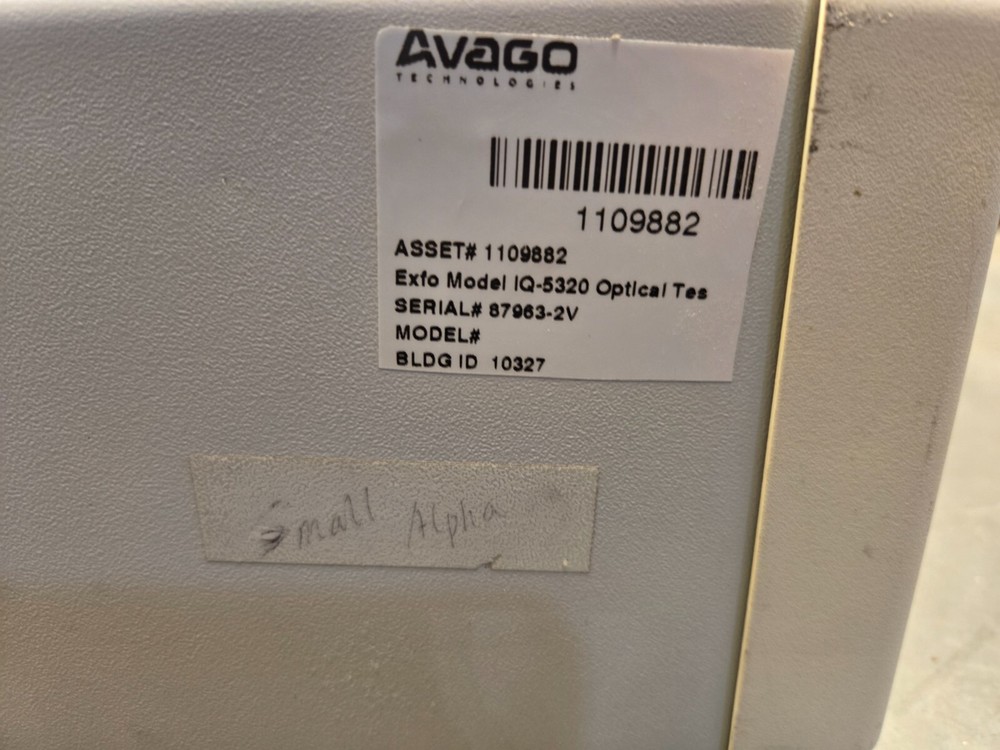 AVAGO
TECHNOLOGIES
1109882
ASSET# 1109882
Exfo Model IQ-5320 Optical Tes
SERIAL# 87963-2V
MODEL#
BLDG ID 10327
Small Alpha